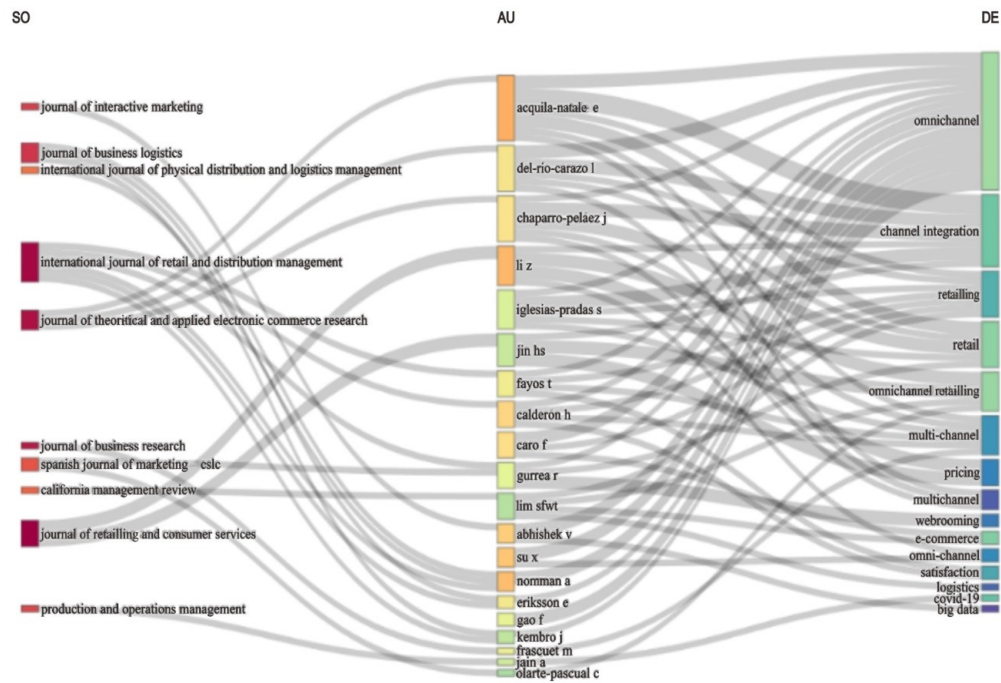 SO
AU
DE
journal of interactive marketing
journal of business logistics
international journal of physical distribution and logistics management
international journal of retail and distribution management
journal of theoritical and applied electronic commerce research
journal of business research
spanish journal of marketing eslc
california management review
journal of retailling and consumer services
production and operations management
acquila-natale e
del-rio-carazo l
chaparro-peláez j
li z
iglesias-pradas s
jin hs
fayos t
calderón h
caro f
gurrea r
lim sfwt
abhishek v
su x
nomman a
eriksson e
gao f
kembro j
frascuet m
jain a
olarte-pascual c
omnichannel
channel integration
retailling
retail
omnichannel retailling
multi-channel
pricing
multichannel
webrooming
e-commerce
omni-channel
satisfaction
logistics
covid-19
big data